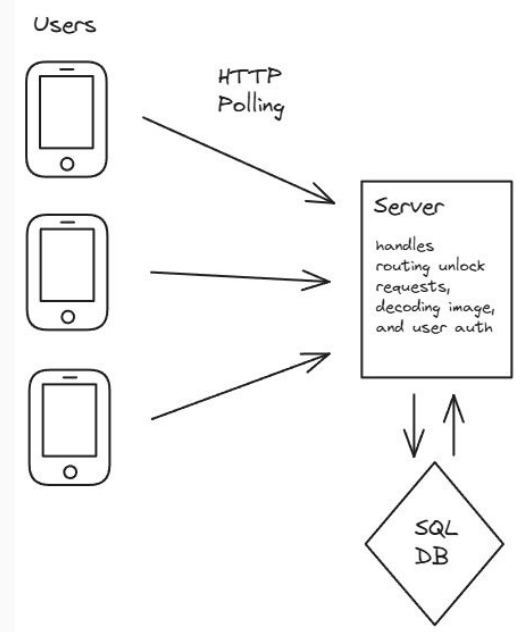 Users
HTTP
Polling
Server
handles
routing unlock
requests,
decoding image,
and user auth
SQL
DB